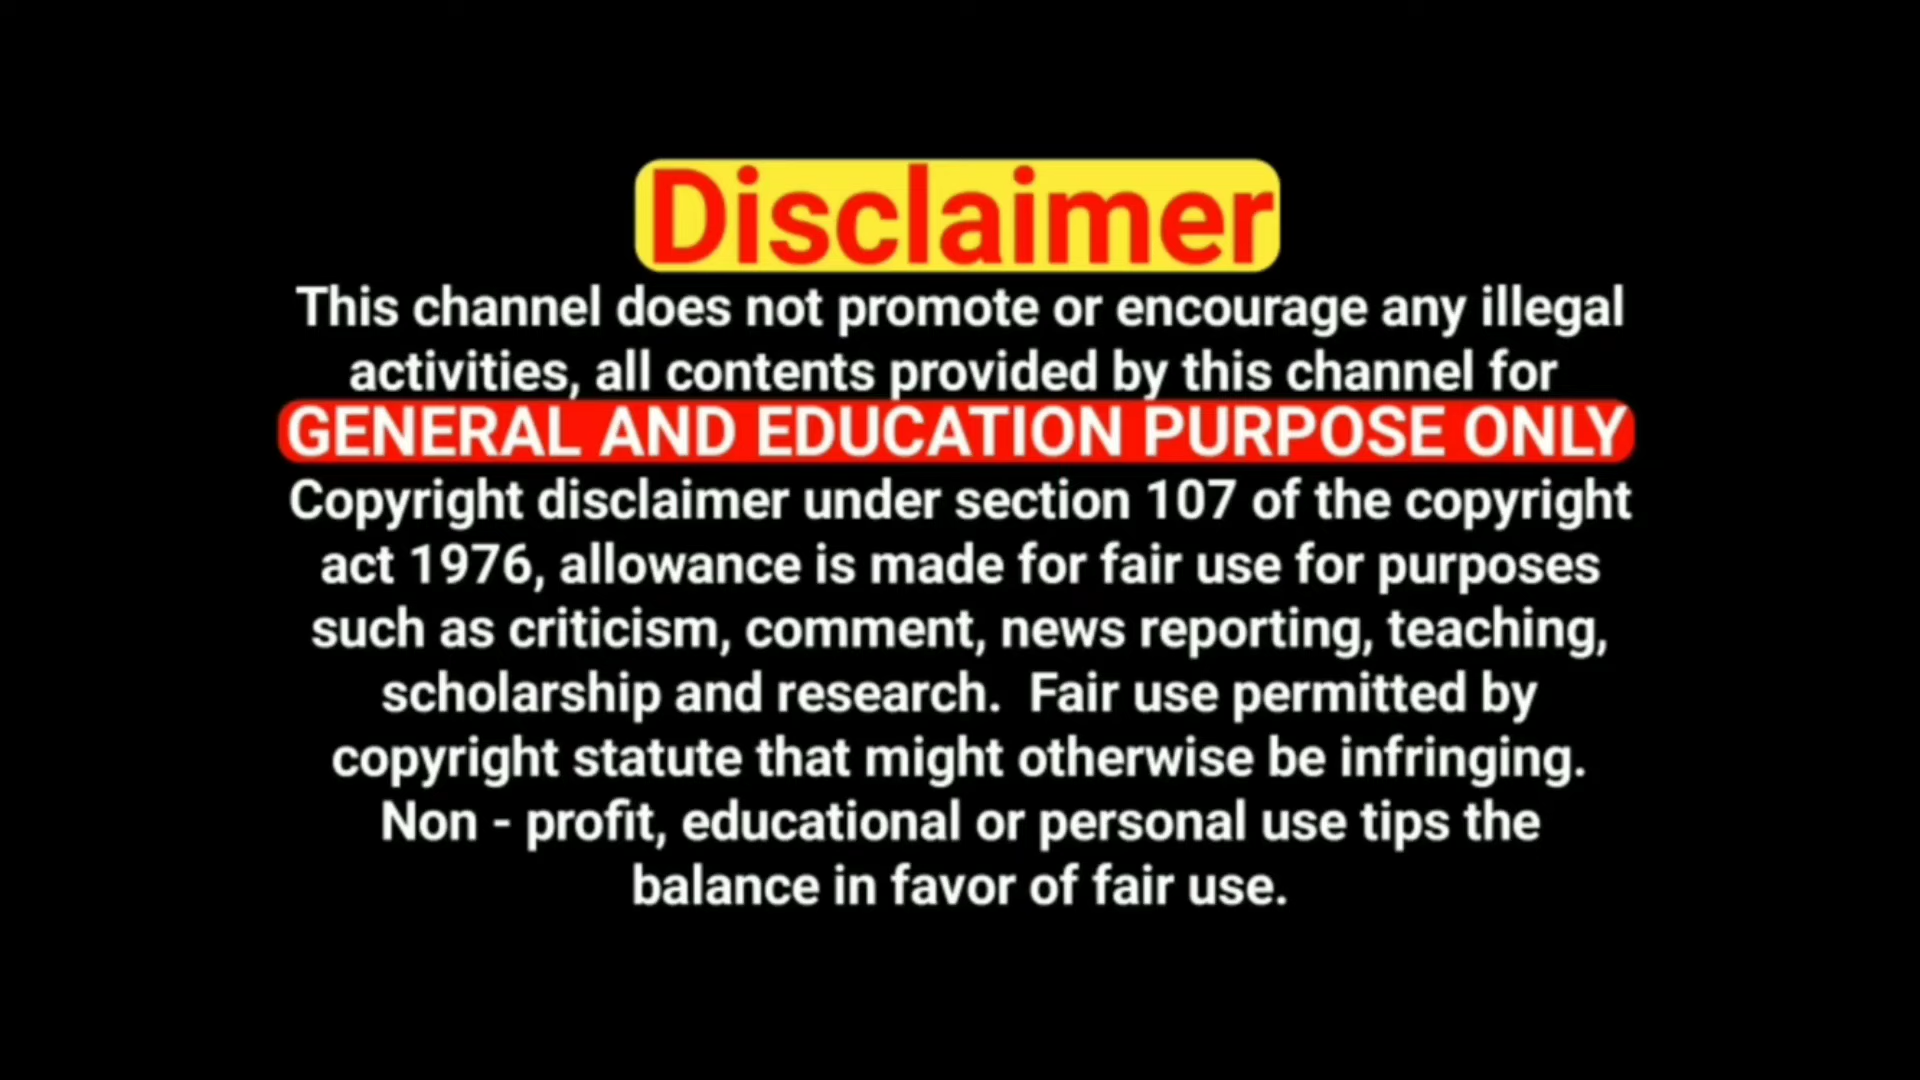 Disclaimer
This channel does not promote or encourage any illegal
activities, all contents provided by this channel for
GENERAL AND EDUCATION PURPOSE ONLY
Copyright disclaimer under section 107 of the copyright
act 1976, allowance is made for fair use for purposes
such as criticism, comment, news reporting, teaching,
scholarship and research.  Fair use permitted by
copyright statute that might otherwise be infringing.
Non - profit, educational or personal use tips the
balance in favor of fair use.